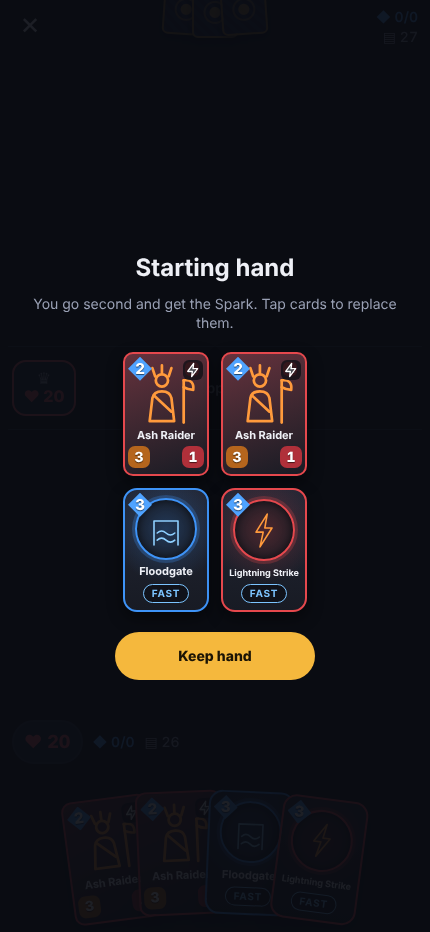 0/0
27
Starting hand
You go second and get the Spark. Tap cards to replace
them.
20
2
2
Ash Raider
Ash Raider
3
1
3
1
3
3
Floodgate
Lightning Strike
FAST
FAST
Keep hand
20
0/0
26
2
2
3
3
Ash Raide
Ash Raide
Floodgate
Lightning Strike
3
3
FAST
FAST